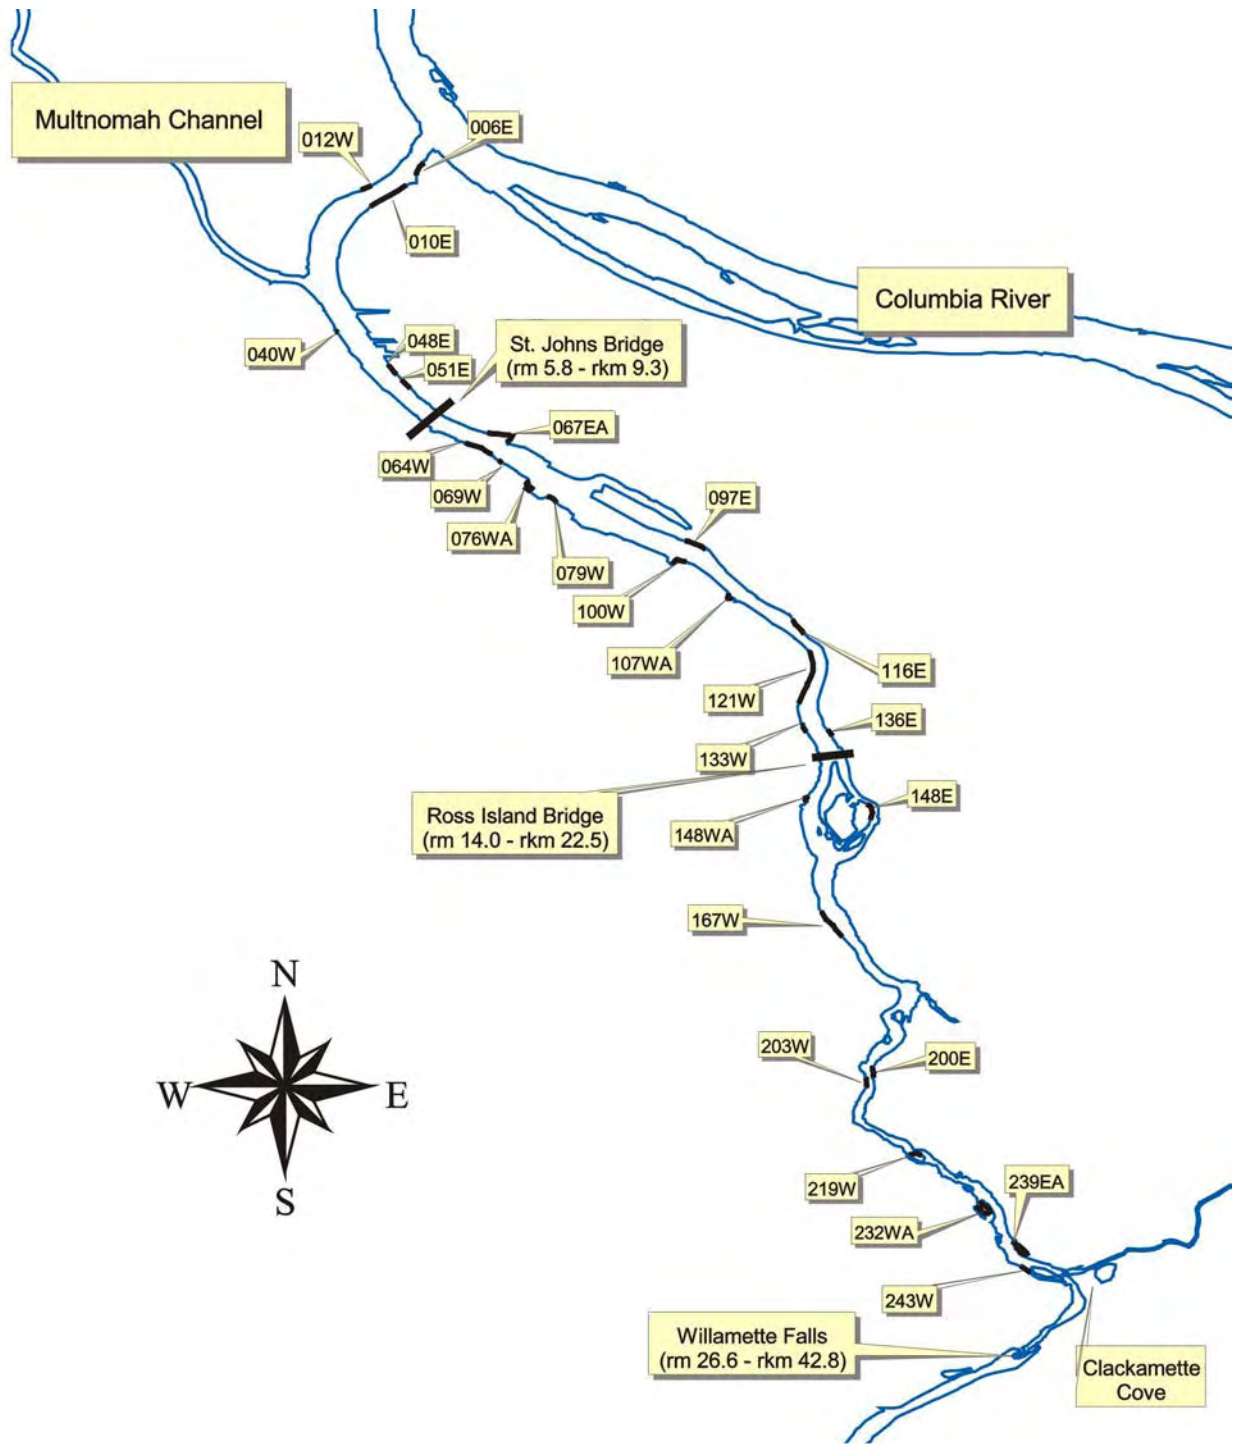 Multnomah Channel
012W
006E
010E
Columbia River
040W
048E
051E
St. Johns Bridge
(rm 5.8 - rkm 9.3)
067EA
064W
069W
076WA
079W
097E
100W
107WA
116E
121W
136E
133W
Ross Island Bridge
(rm 14.0 - rkm 22.5)
148E
148WA
167W
N
W
E
S
203W
200E
219W
239EA
232WA
243W
Willamette Falls
(rm 26.6 - rkm 42.8)
Clackamette
Cove